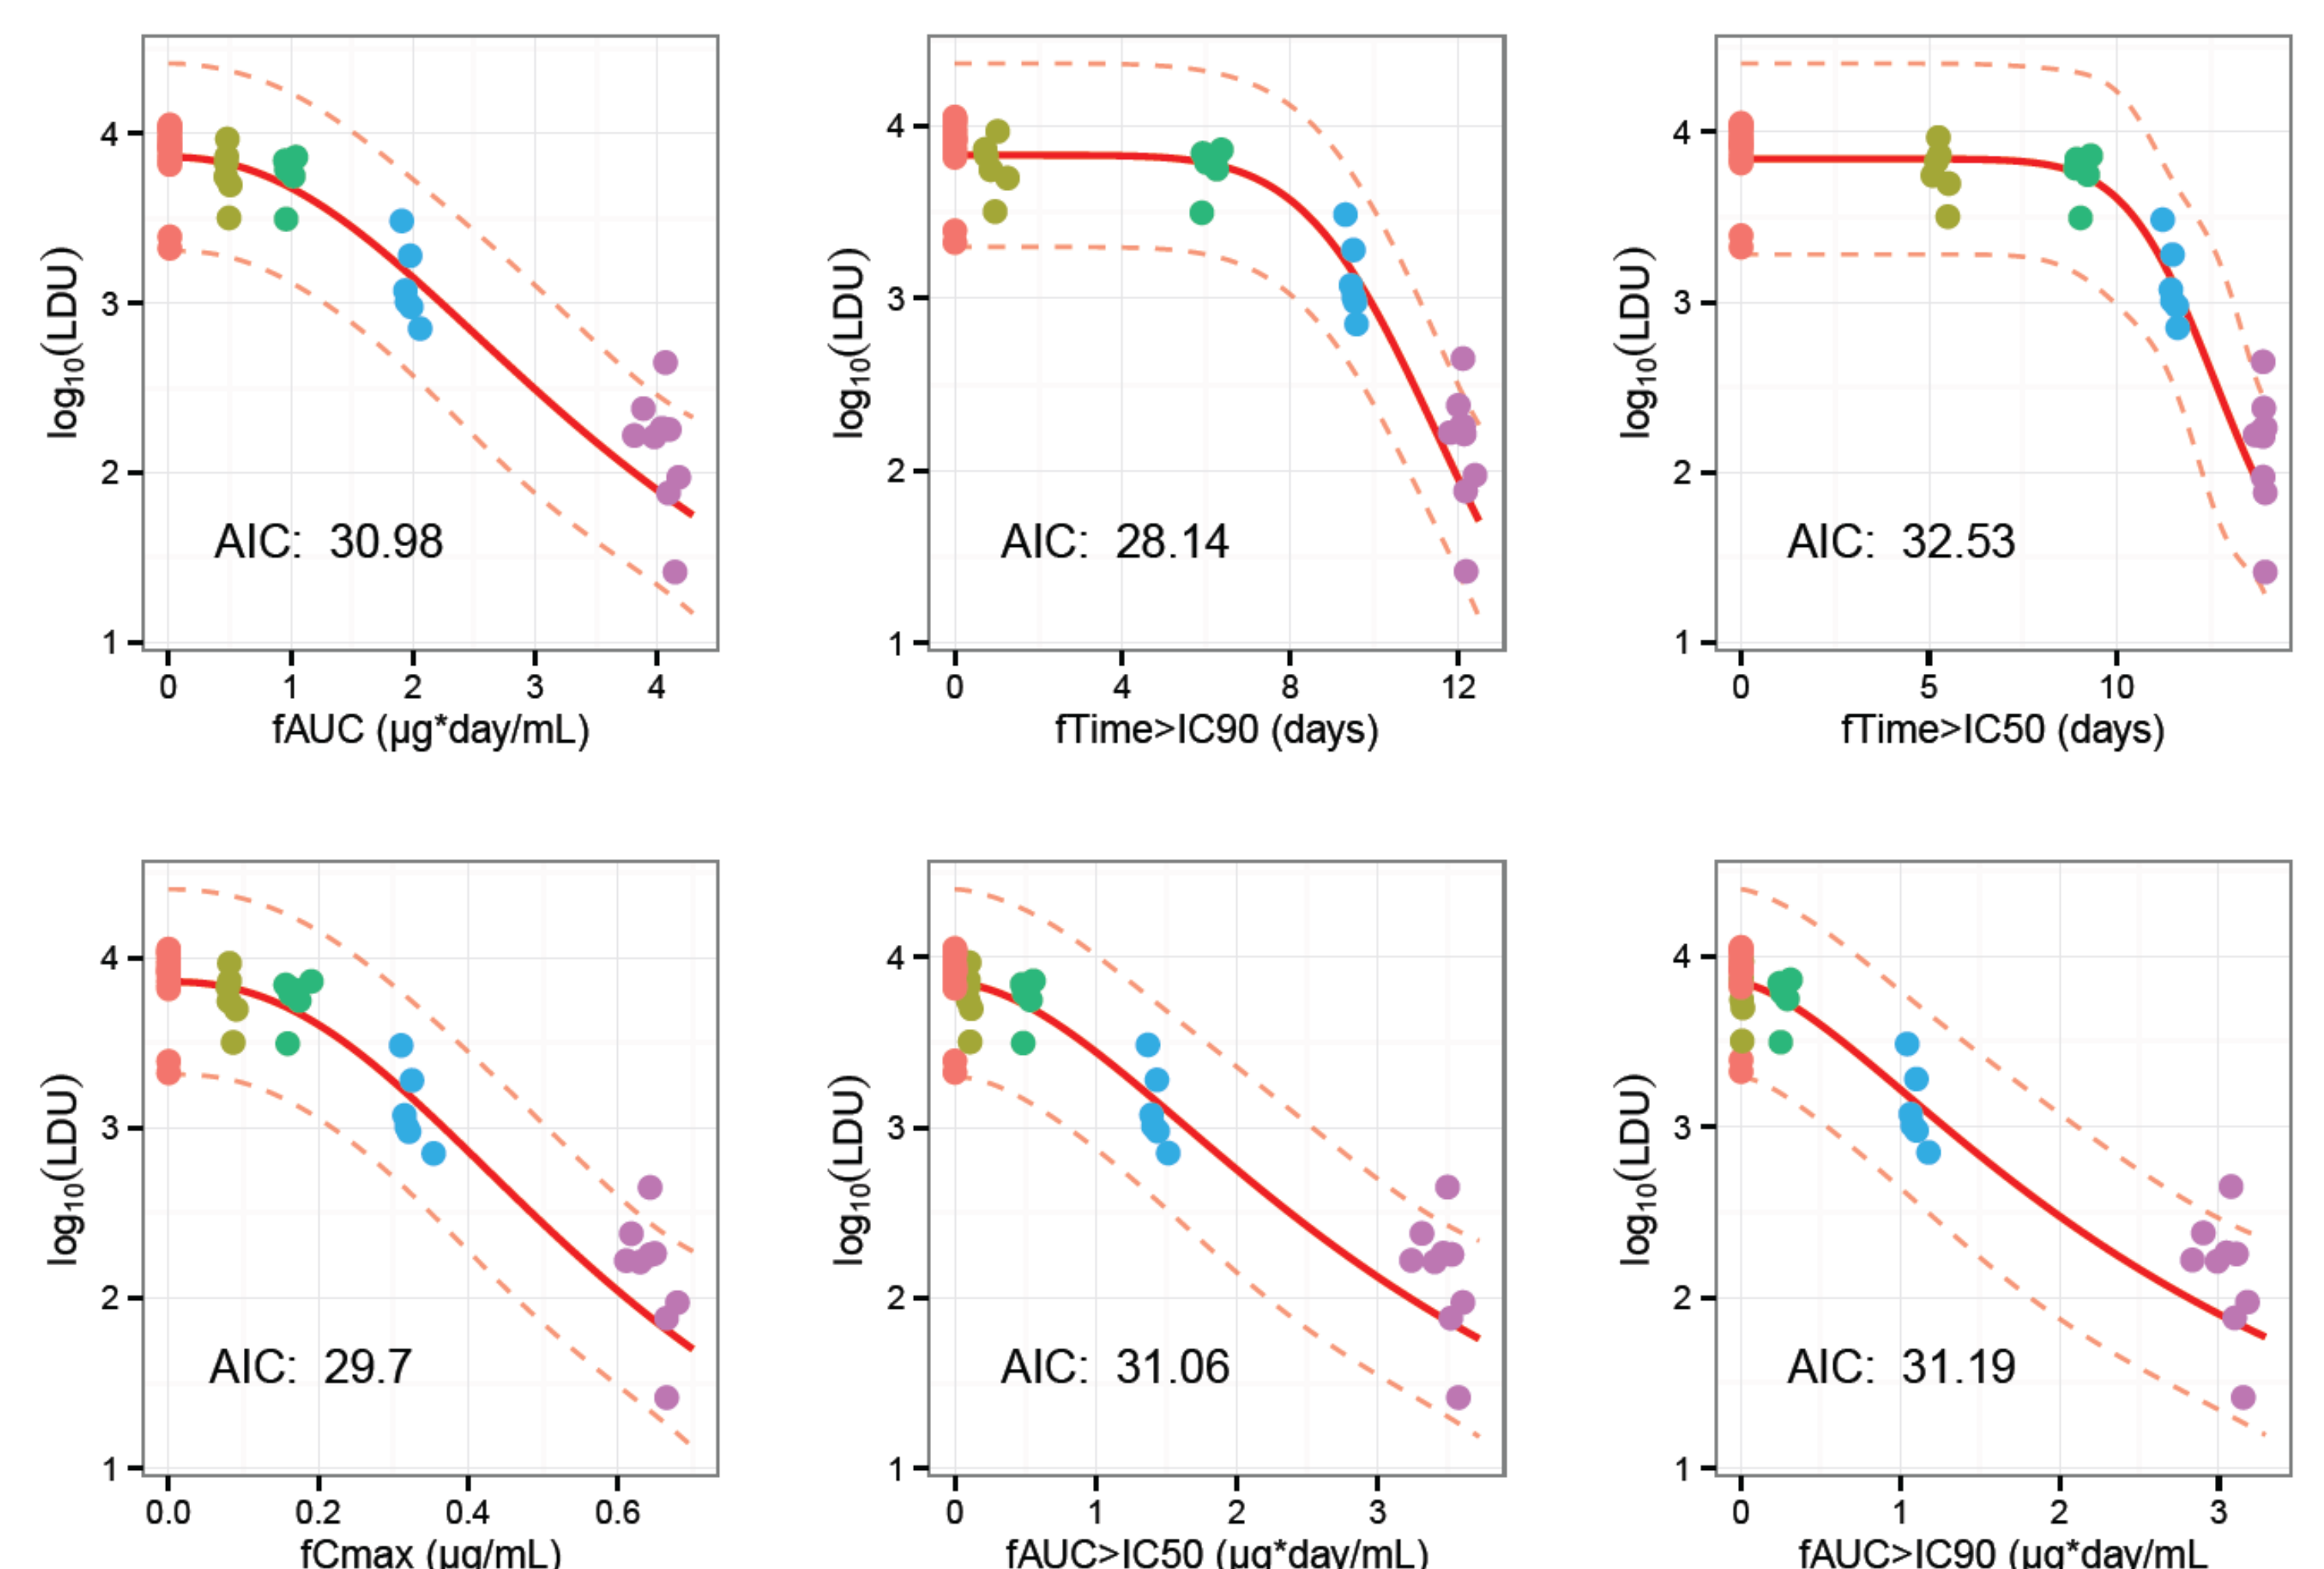 log10(LDU)
4
3
2
1
AIC: 30.98
0 1 2 3 4
fAUC (µg*day/mL)
log10(LDU)
4
3
2
1
AIC: 28.14
0 4 8 12
fTime>IC90 (days)
log10(LDU)
4
3
2
1
AIC: 32.53
0 5 10
fTime>IC50 (days)
log10(LDU)
4
3
2
1
AIC: 29.7
0.0 0.2 0.4 0.6
fCmax (µg/mL)
log10(LDU)
4
3
2
1
AIC: 31.06
0 1 2 3
fAUC>IC50 (µg*day/mL)
log10(LDU)
4
3
2
1
AIC: 31.19
0 1 2 3
fAUC>IC90 (µg*day/mL